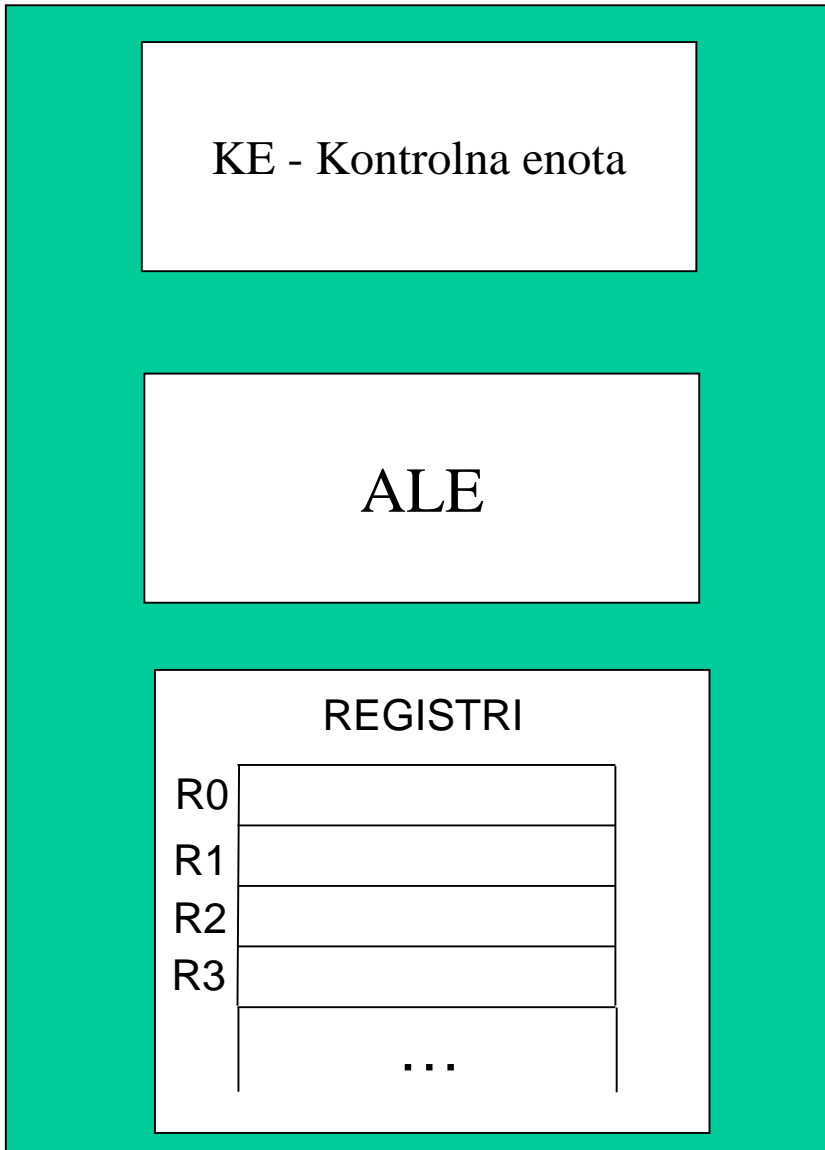 KE - Kontrolna enota
ALE
REGISTRI
R0
R1
R2
R3
...